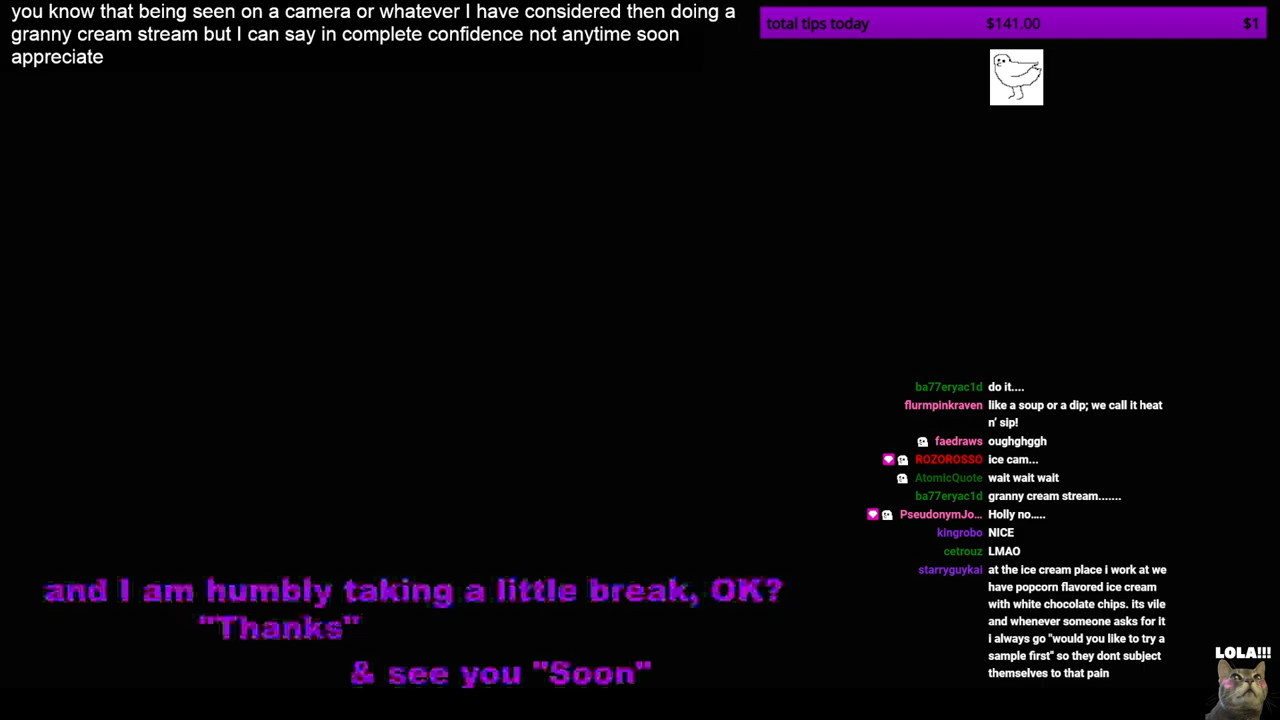 you know that being seen on a camera or whatever I have considered then doing a
granny cream stream but I can say in complete confidence not anytime soon
appreciate
total tips today $141.00 $1
ba77eryac1d do it....
flurmpinkraven like a soup or a dip; we call it heat
n' sip!
faedraws oughghggh
ROZOROSSO ice cam...
AtomicQuote wait wait wait
ba77eryac1d granny cream stream.......
PseudonymJo... Holly no.....
kingrobo NICE
cetrouz LMAO
starryguykai at the ice cream place i work at we
have popcorn flavored ice cream
with white chocolate chips. its vile
and whenever someone asks for it
i always go "would you like to try a
sample first" so they dont subject
themselves to that pain
and I am humbly taking a little break, OK?
"Thanks"
& see you "Soon"
LOLA!!!